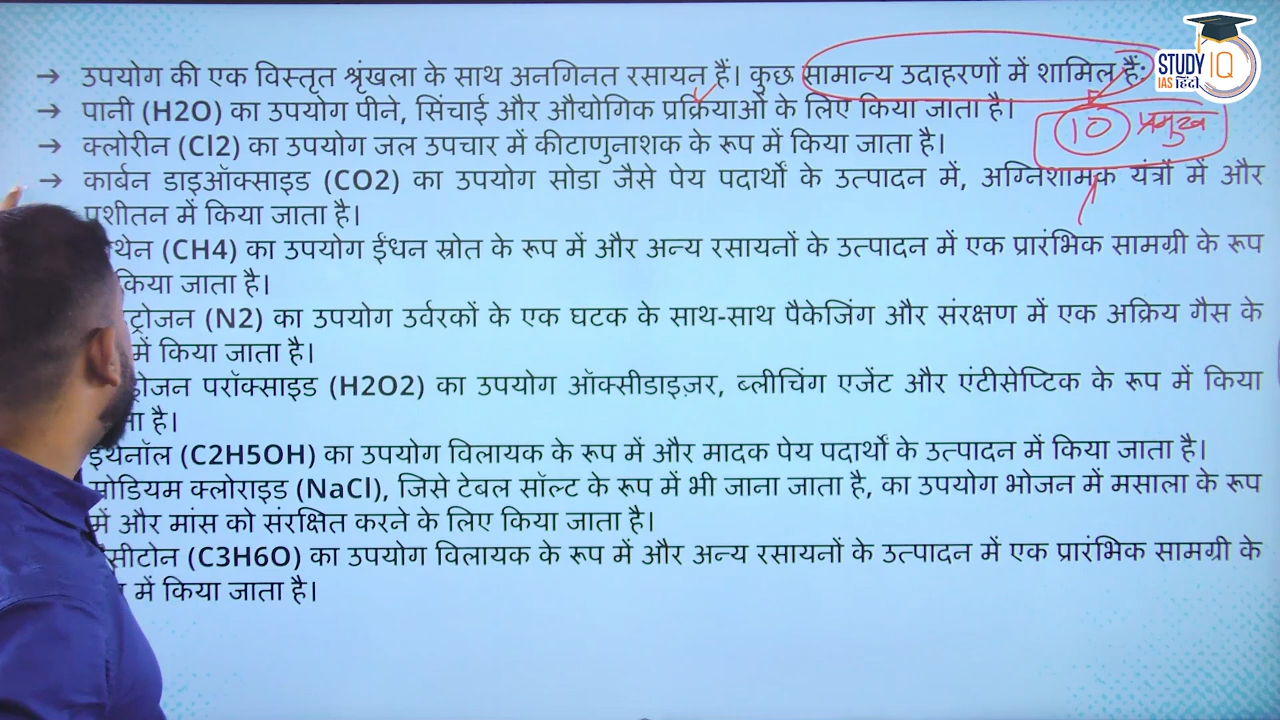 → उपयोग की एक विस्तृत श्रृंखला के साथ अनगिनत रसायन हैं। कुछ सामान्य उदाहरणों में शामिल हैं:
STUDY IQ
IAS हिंदी
→ पानी (H2O) का उपयोग पीने, सिंचाई और औद्योगिक प्रक्रियाओं के लिए किया जाता है।
10 प्रमुख
→ क्लोरीन (Cl2) का उपयोग जल उपचार में कीटाणुनाशक के रूप में किया जाता है।
→ कार्बन डाइऑक्साइड (CO2) का उपयोग सोडा जैसे पेय पदार्थों के उत्पादन में, अग्निशामक यंत्रों में और
प्रशीतन में किया जाता है।
(CH4) का उपयोग ईंधन स्रोत के रूप में और अन्य रसायनों के उत्पादन में एक प्रारंभिक सामग्री के रूप
किया जाता है।
(N2) का उपयोग उर्वरकों के एक घटक के साथ-साथ पैकेजिंग और संरक्षण में एक अक्रिय गैस के
में किया जाता है।
परॉक्साइड (H2O2) का उपयोग ऑक्सीडाइज़र, ब्लीचिंग एजेंट और एंटीसेप्टिक के रूप में किया
है।
इथेनॉल (C2H5OH) का उपयोग विलायक के रूप में और मादक पेय पदार्थों के उत्पादन में किया जाता है।
सोडियम क्लोराइड (NaCl), जिसे टेबल सॉल्ट के रूप में भी जाना जाता है, का उपयोग भोजन में मसाला के रूप
में और मांस को संरक्षित करने के लिए किया जाता है।
(C3H6O) का उपयोग विलायक के रूप में और अन्य रसायनों के उत्पादन में एक प्रारंभिक सामग्री के
में किया जाता है।